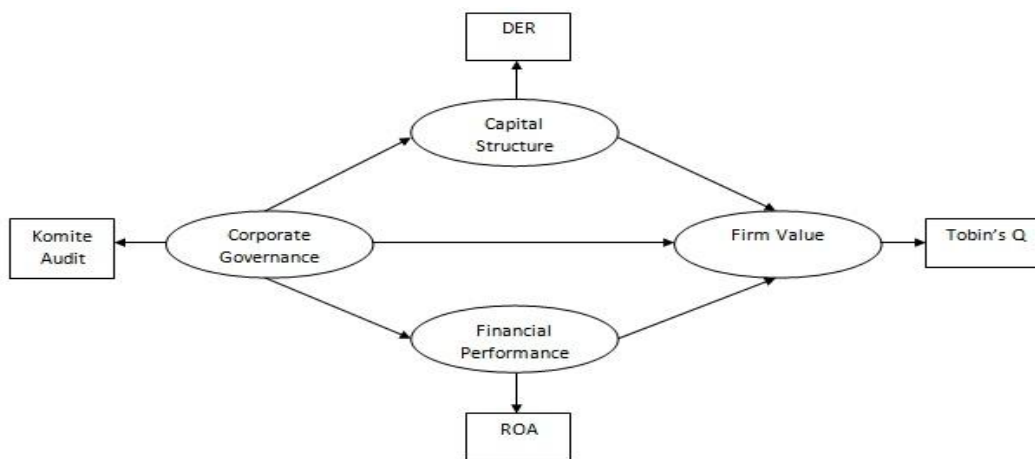 DER
Capital
Structure
Komite
Audit
Corporate
Governance
Firm Value
Tobin's Q
Financial
Performance
ROA